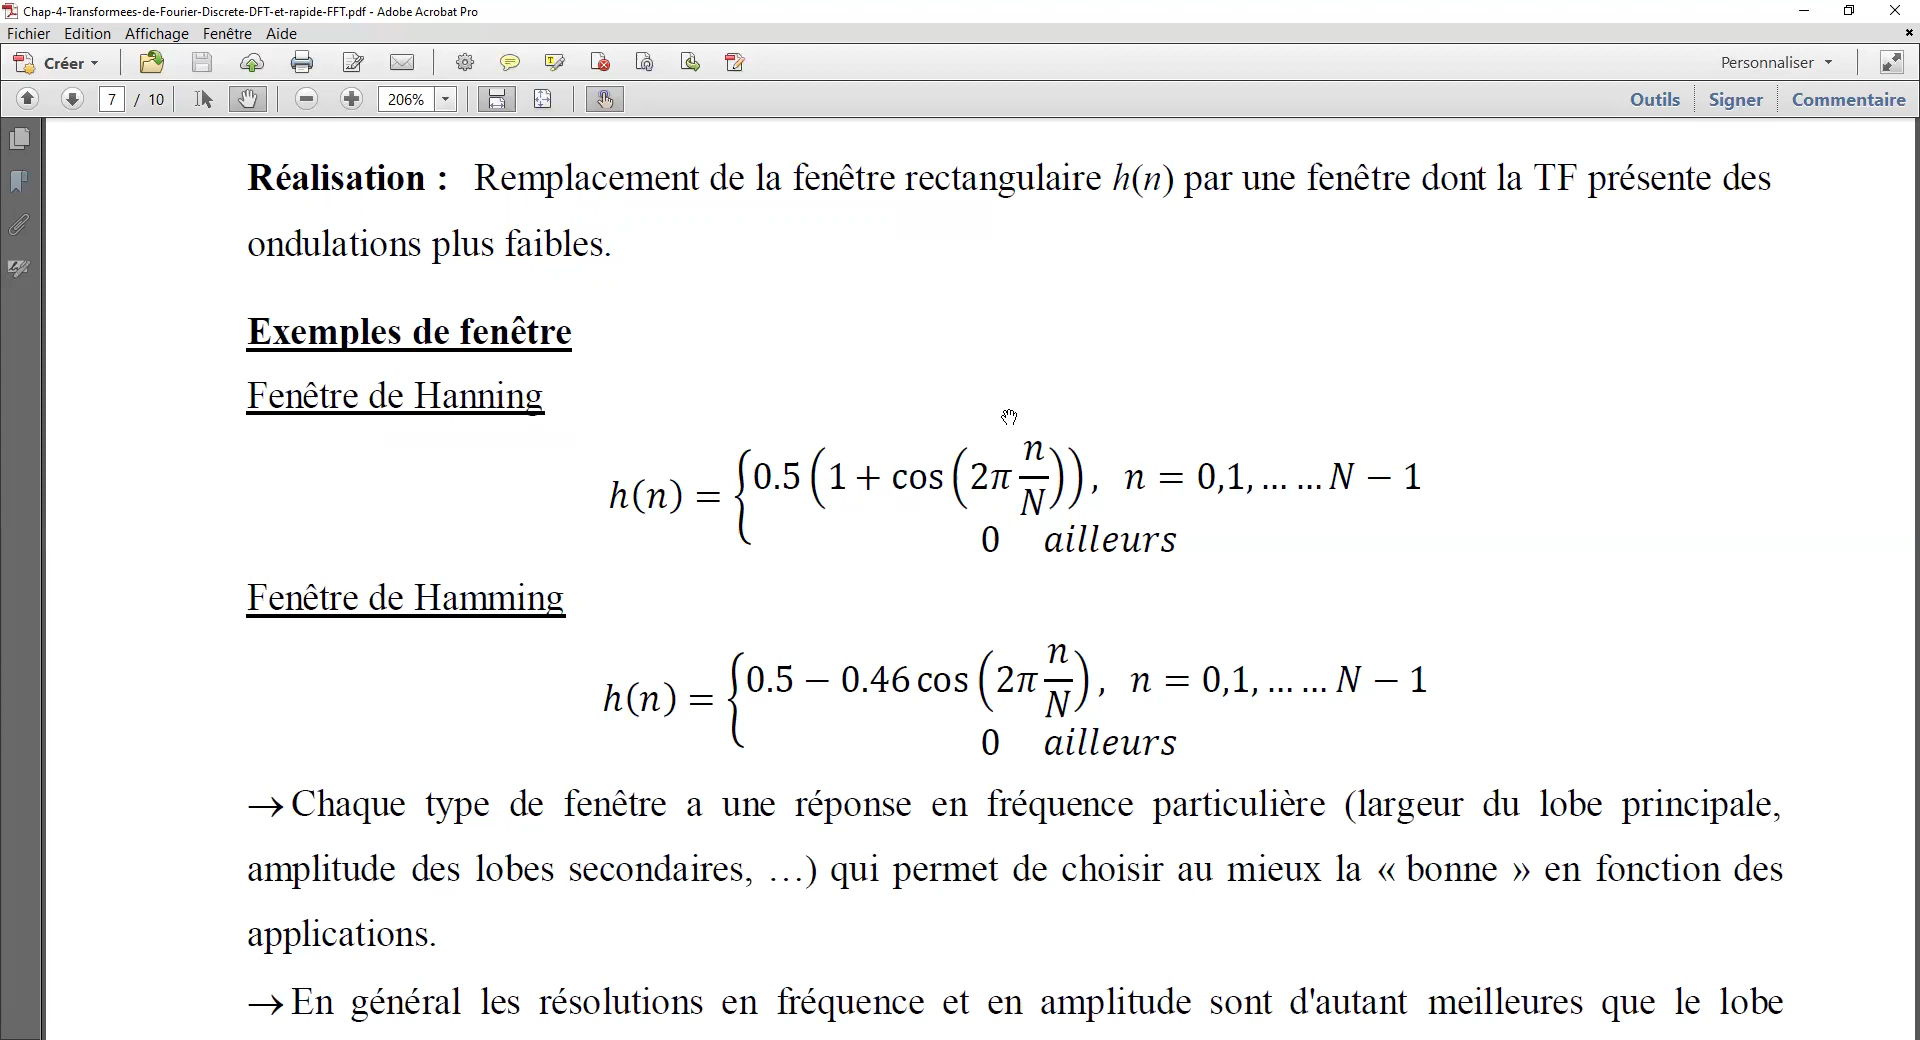 Chap-4-Transformees-de-Fourier-Discrete-DFT-et-rapide-FFT.pdf - Adobe Acrobat Pro
Fichier Edition Affichage Fenêtre Aide
Créer Personnaliser
7 / 10 206% Outils Signer Commentaire
Réalisation : Remplacement de la fenêtre rectangulaire h(n) par une fenêtre dont la TF présente des
ondulations plus faibles.
Exemples de fenêtre
Fenêtre de Hanning
h(n) = {0.5 (1 + cos (2π n/N)), n = 0,1, … … N − 1
0 ailleurs
Fenêtre de Hamming
h(n) = {0.5 − 0.46 cos (2π n/N), n = 0,1, … … N − 1
0 ailleurs
→ Chaque type de fenêtre a une réponse en fréquence particulière (largeur du lobe principale,
amplitude des lobes secondaires, …) qui permet de choisir au mieux la « bonne » en fonction des
applications.
→ En général les résolutions en fréquence et en amplitude sont d'autant meilleures que le lobe